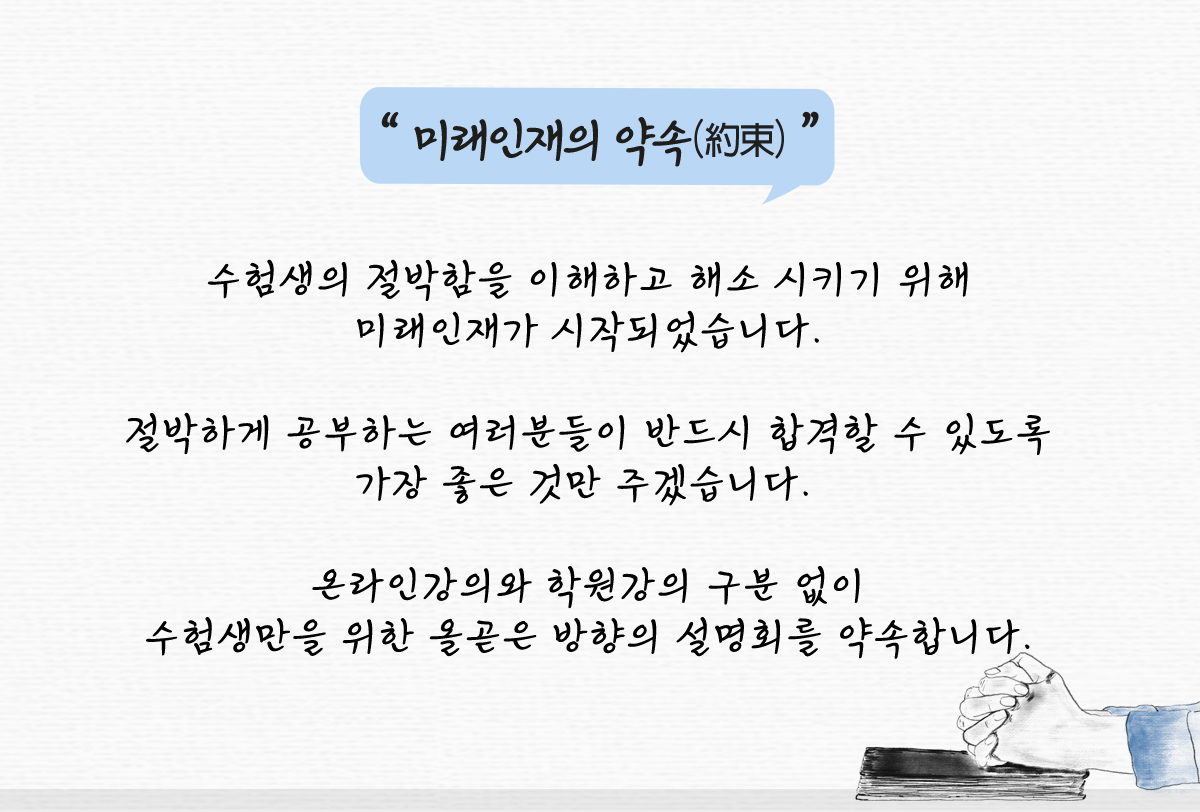 “ 미래인재의 약속(約束) ”
수험생의 절박함을 이해하고 해소 시키기 위해
미래인재가 시작되었습니다.
절박하게 공부하는 여러분들이 반드시 합격할 수 있도록
가장 좋은 것만 주겠습니다.
온라인강의와 학원강의 구분 없이
수험생만을 위한 올곧은 방향의 설명회를 약속합니다.